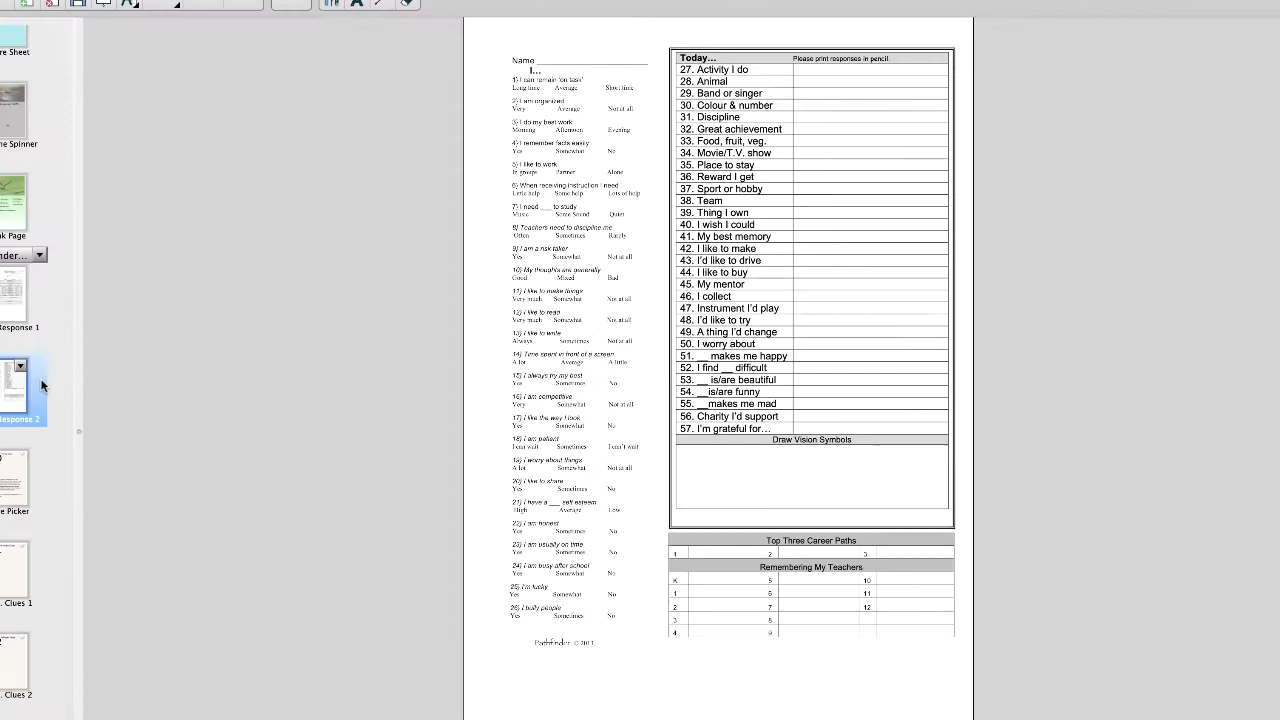 re Sheet
ne Spinner
nk Page
nder...
Response 1
Response 2
e Picker
. Clues 1
. Clues 2
Name
I...
1) I can remain 'on task'
Long time Average Short time
2) I am organized
Very Average Not at all
3) I do my best work
Morning Afternoon Evening
4) I remember facts easily
Yes Somewhat No
5) I like to work
In groups Partner Alone
6) When receiving instruction I need
Little help Some help Lots of help
7) I need ___ to study
Music Some Sound Quiet
8) Teachers need to discipline me
Often Sometimes Rarely
9) I am a risk taker
Yes Somewhat Not at all
10) My thoughts are generally
Good Mixed Bad
11) I like to make things
Very much Somewhat Not at all
12) I like to read
Very much Somewhat Not at all
13) I like to write
Always Sometimes Not at all
14) Time spent in front of a screen
A lot Average A little
15) I always try my best
Yes Sometimes No
16) I am competitive
Very Somewhat Not at all
17) I like the way I look
Yes Somewhat No
18) I am patient
I can wait Sometimes I can't wait
19) I worry about things
A lot Somewhat Not at all
20) I like to share
Yes Sometimes No
21) I have a ___ self esteem
High Average Low
22) I am honest
Yes Sometimes No
23) I am usually on time
Yes Sometimes No
24) I am busy after school
Yes Somewhat No
25) I'm lucky
Yes Somewhat No
26) I bully people
Yes Sometimes No
Pathfinder © 2013
Today... Please print responses in pencil.
27. Activity I do
28. Animal
29. Band or singer
30. Colour & number
31. Discipline
32. Great achievement
33. Food, fruit, veg.
34. Movie/T.V. show
35. Place to stay
36. Reward I get
37. Sport or hobby
38. Team
39. Thing I own
40. I wish I could
41. My best memory
42. I like to make
43. I'd like to drive
44. I like to buy
45. My mentor
46. I collect
47. Instrument I'd play
48. I'd like to try
49. A thing I'd change
50. I worry about
51. __ makes me happy
52. I find __ difficult
53. __ is/are beautiful
54. __is/are funny
55. __makes me mad
56. Charity I'd support
57. I'm grateful for...
Draw Vision Symbols
Top Three Career Paths
1 2 3
Remembering My Teachers
K 5 10
1 6 11
2 7 12
3 8
4 9